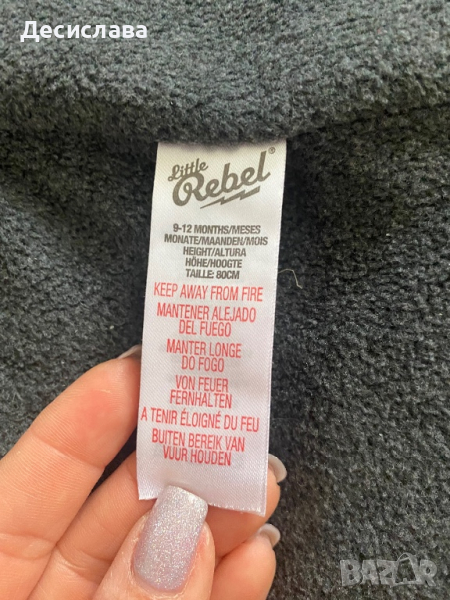 Десислава
Little
Rebel®
9-12 MONTHS/MESES
MONATE/MAANDEN/MOIS
HEIGHT/ALTURA
HÖHE/HOOGTE
TAILLE: 80CM
KEEP AWAY FROM FIRE
MANTENER ALEJADO
DEL FUEGO
MANTER LONGE
DO FOGO
VON FEUER
FERNHALTEN
A TENIR ÉLOIGNÉ DU FEU
BUITEN BEREIK VAN
VUUR HOUDEN
BAZAR